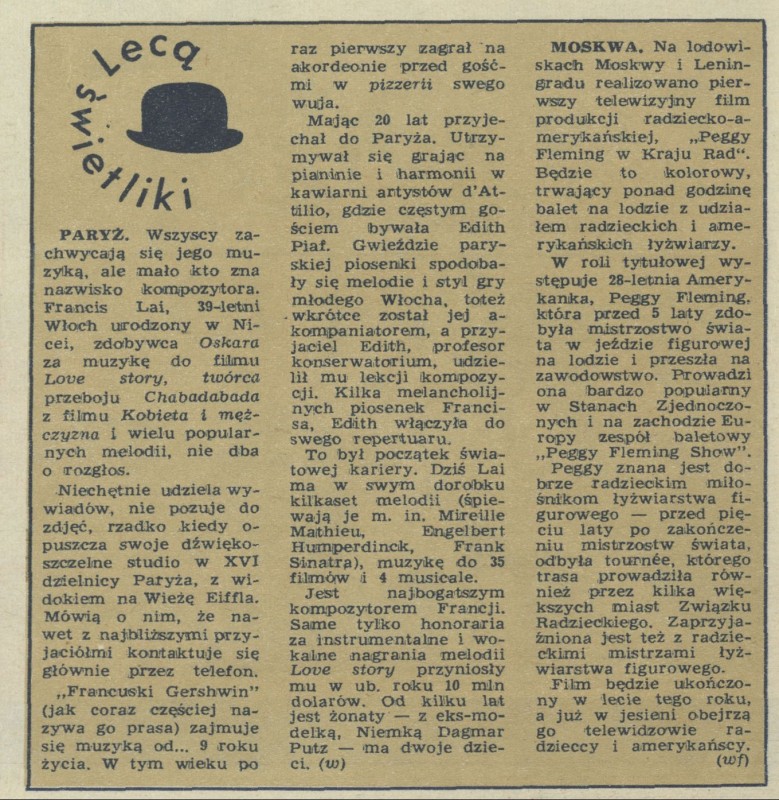 Lecą
świetliki
PARYŻ. Wszyscy za-
chwycają się jego mu-
zyką, ale mało kto zna
nazwisko kompozytora.
Francis Lai, 39-letni
Włoch urodzony w Ni-
cei, zdobywca Oskara
za muzykę do filmu
Love story, twórca
przeboju Chabadabada
z filmu Kobieta i męż-
czyzna i wielu popular-
nych melodii, nie dba
o rozgłos.
Niechętnie udziela wy-
wiadów, nie pozuje do
zdjęć, rzadko kiedy o-
puszcza swoje dźwięko-
szczelne studio w XVI
dzielnicy Paryża, z wi-
dokiem na Wieżę Eiffla.
Mówią o nim, że na-
wet z najbliższymi przy-
jaciółmi kontaktuje się
głównie przez telefon.
„Francuski Gershwin”
(jak coraz częściej na-
zywa go prasa) zajmuje
się muzyką od... 9 roku
życia. W tym wieku po
raz pierwszy zagrał na
akordeonie przed gość-
mi w pizzerii swego
wuja.
Mając 20 lat przyje-
chał do Paryża. Utrzy-
mywał się grając na
pianinie i harmonii w
kawiarni artystów d'At-
tilio, gdzie częstym go-
ściem bywała Edith
Piaf. Gwieździe pary-
skiej piosenki spodoba-
ły się melodie i styl gry
młodego Włocha, toteż
wkrótce został jej a-
kompaniatorem, a przy-
jaciel Edith, profesor
konserwatorium, udzie-
lił mu lekcji kompozy-
cji. Kilka melancholij-
nych piosenek Franci-
sa, Edith włączyła do
swego repertuaru.
To był początek świa-
towej kariery. Dziś Lai
ma w swym dorobku
kilkaset melodii (śpie-
wają je m. in. Mireille
Mathieu, Engelbert
Humperdinck, Frank
Sinatra), muzykę do 35
filmów i 4 musicale.
Jest najbogatszym
kompozytorem Francji.
Same tylko honoraria
za instrumentalne i wo-
kalne nagrania melodii
Love story przyniosły
mu w ub. roku 10 mln
dolarów. Od kilku lat
jest żonaty — z eks-mo-
delką, Niemką Dagmar
Putz — ma dwoje dzie-
ci. (w)
MOSKWA. Na lodowi-
skach Moskwy i Lenin-
gradu realizowano pier-
wszy telewizyjny film
produkcji radziecko-a-
merykańskiej, „Peggy
Fleming w Kraju Rad“.
Będzie to kolorowy,
trwający ponad godzinę
balet na lodzie z udzia-
łem radzieckich i ame-
rykańskich łyżwiarzy.
W roli tytułowej wy-
stępuje 28-letnia Amery-
kanka, Peggy Fleming,
która przed 5 laty zdo-
była mistrzostwo świa-
ta w jeździe figurowej
na lodzie i przeszła na
zawodowstwo. Prowadzi
ona bardzo popularny
w Stanach Zjednoczo-
nych i na zachodzie Eu-
ropy zespół baletowy
„Peggy Fleming Show”.
Peggy znana jest do-
brze radzieckim miło-
śnikom łyżwiarstwa fi-
gurowego — przed pię-
ciu laty po zakończe-
niu mistrzostw świata,
odbyła tournée, którego
trasa prowadziła rów-
nież przez kilka wię-
kszych miast Związku
Radzieckiego. Zaprzyja-
źniona jest też z radzie-
ckimi mistrzami łyż-
wiarstwa figurowego.
Film będzie ukończo-
ny w lecie tego roku,
a już w jesieni obejrzą
go telewidzowie ra-
dzieccy i amerykańscy.
(wf)